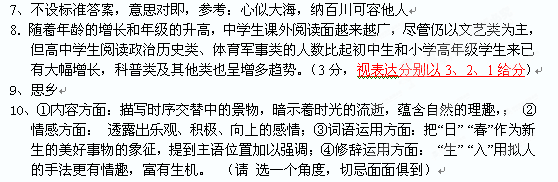 7、不设标准答案，意思对即，参考：心似大海，纳百川可容他人
8. 随着年龄的增长和年级的升高，中学生课外阅读面越来越广，尽管仍以文艺类为主，
但高中学生阅读政治历史类、体育军事类的人数比起初中生和小学高年级学生来已
有大幅增长，科普类及其他类也呈增多趋势。（3分，视表达分别以3、2、1给分）
9、思乡
10、①内容方面：描写时序交替中的景物，暗示着时光的流逝，蕴含自然的理趣，； ②
情感方面： 透露出乐观、积极、向上的感情；③词语运用方面：把“日”“春”作为新
生的美好事物的象征，提到主语位置加以强调；④修辞运用方面： “生”“入”用拟人
的手法更有情趣，富有生机。 （请 选一个角度，切忌面面俱到）